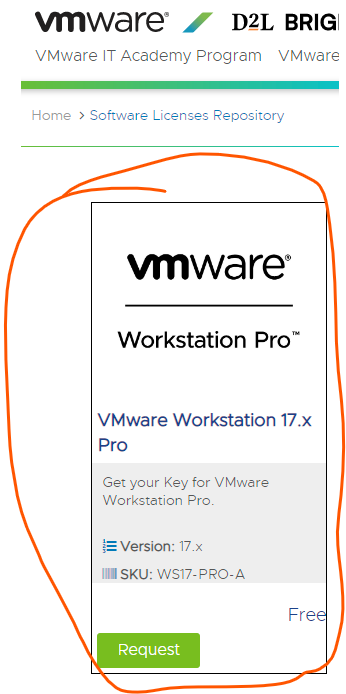 vmware® D2L BRIG
VMware IT Academy Program VMware
Home > Software Licenses Repository
vmware®
Workstation Pro™
VMware Workstation 17.x
Pro
Get your Key for VMware
Workstation Pro.
Version: 17.x
SKU: WS17-PRO-A
Free
Request